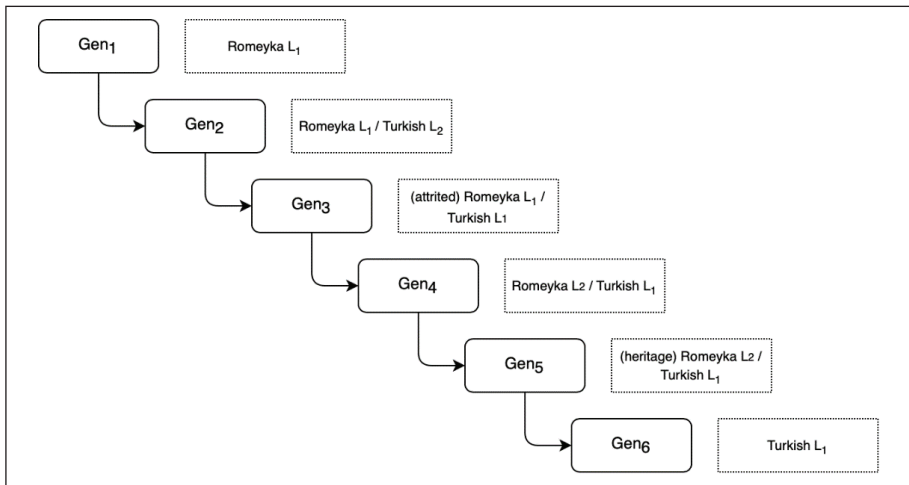 Gen₁
Romeyka L₁
Gen₂
Romeyka L₁ / Turkish L₂
Gen₃
(attrited) Romeyka L₁ /
Turkish L₁
Gen₄
Romeyka L2 / Turkish L₁
Gen₅
(heritage) Romeyka L2 /
Turkish L₁
Gen₆
Turkish L₁